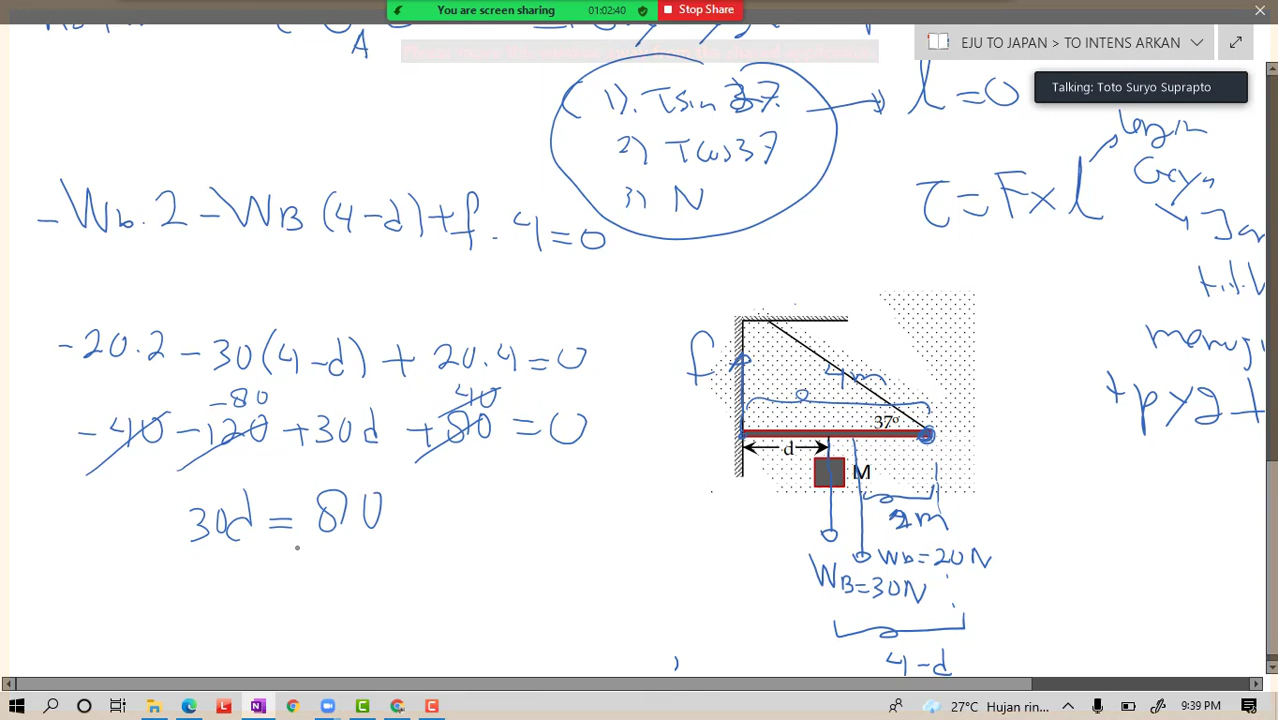 You are screen sharing 01:02:40 Stop Share
EJU TO JAPAN > TO INTENS ARKAN
Talking: Toto Suryo Suprapto
A
1). T sin 37
2) T cos 37
3) N
l = 0
τ = F x l
lengan
Gaya
- Wb . 2 - WB (4-d) + f . 4 = 0
-20.2 - 30(4-d) + 20.4 = 0
-80
40
-40 -120 +30d +80 = 0
30d = 80
f
4m
37°
d
M
2m
Wb = 20N
WB = 30N
4-d
27°C Hujan rin...
9:39 PM